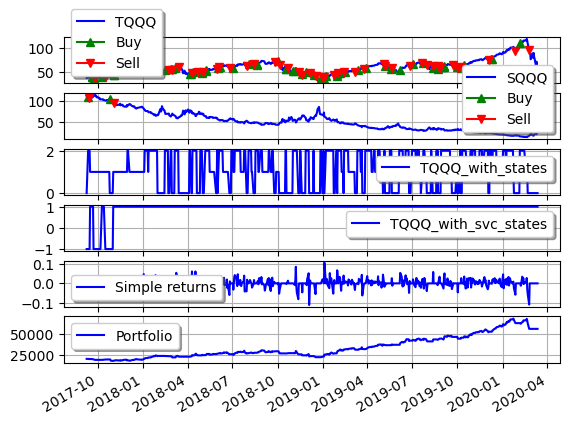 TQQQ
Buy
Sell
100
50
SQQQ
Buy
Sell
100
50
2
0
TQQQ_with_states
1
0
−1
TQQQ_with_svc_states
0.1
0.0
−0.1
Simple returns
50000
25000
Portfolio
2017-10
2018-01
2018-04
2018-07
2018-10
2019-01
2019-04
2019-07
2019-10
2020-01
2020-04